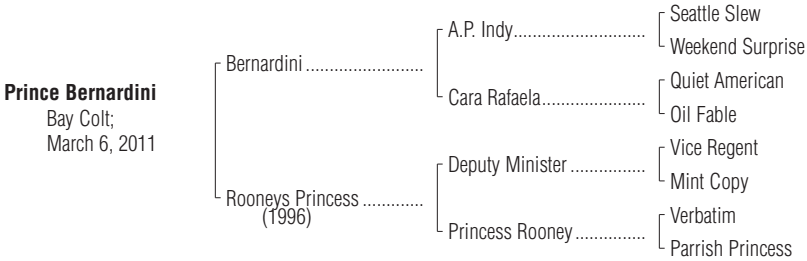 Prince Bernardini
Bay Colt;
March 6, 2011
Bernardini ........................
Rooneys Princess .............
(1996)
A.P. Indy...........................
Cara Rafaela.....................
Deputy Minister ................
Princess Rooney...............
Seattle Slew
Weekend Surprise
Quiet American
Oil Fable
Vice Regent
Mint Copy
Verbatim
Parrish Princess